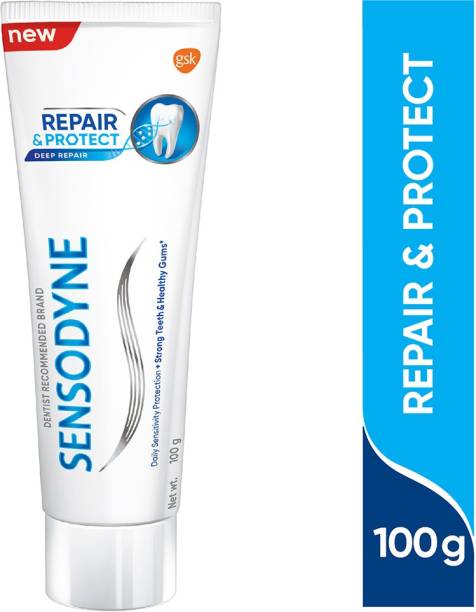 new
gsk
REPAIR
& PROTECT
DEEP REPAIR
DENTIST RECOMMENDED BRAND
SENSODYNE
Daily Sensitivity Protection + Strong Teeth & Healthy Gums*
Net wt. 100 g
REPAIR & PROTECT
100g